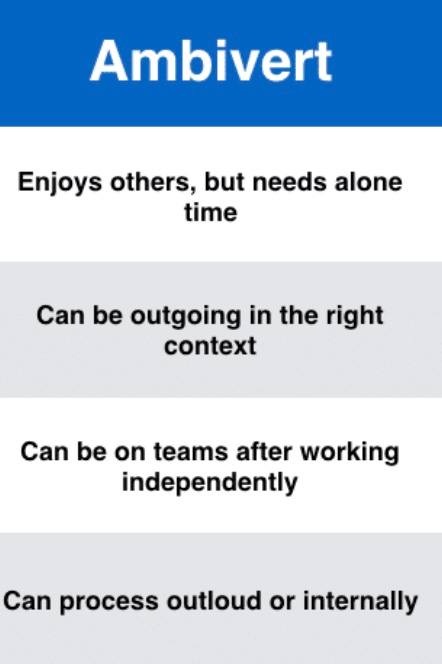 Ambivert
Enjoys others, but needs alone
time
Can be outgoing in the right
context
Can be on teams after working
independently
Can process outloud or internally